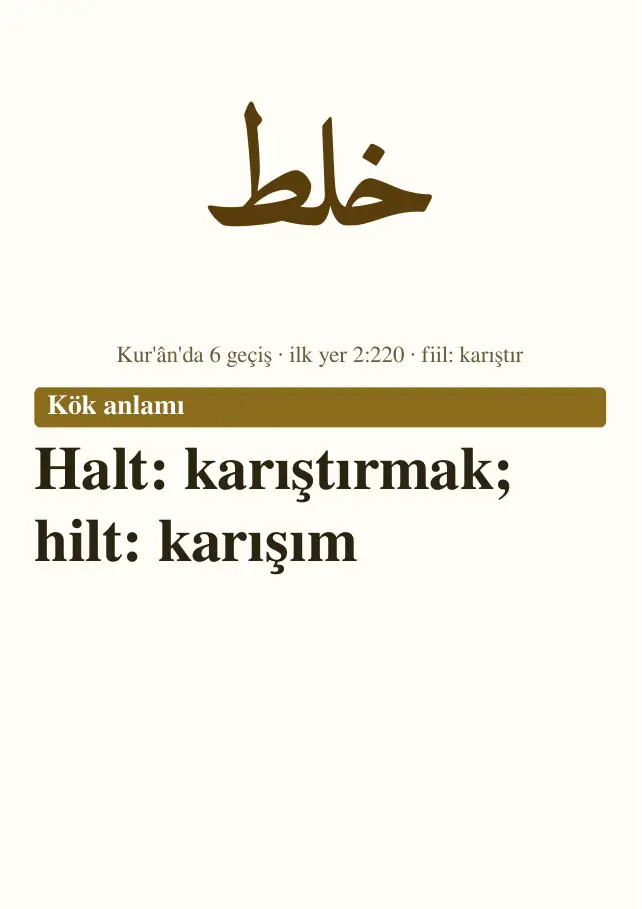 خلط
Kur'ân'da 6 geçiş · ilk yer 2:220 · fiil: karıştır
Kök anlamı
Halt: karıştırmak;
hilt: karışım